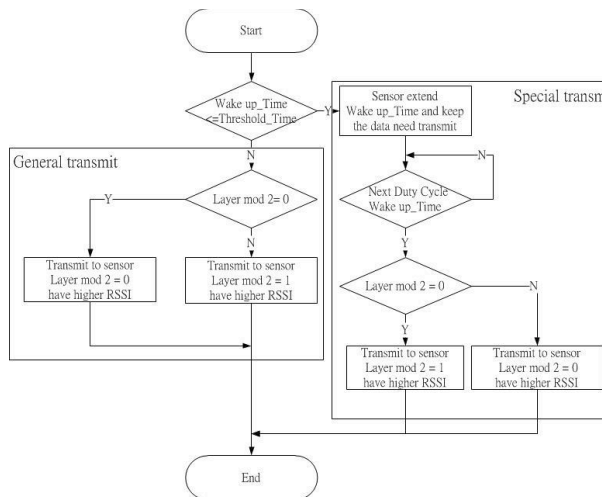 Start
Wake up_Time
<=Threshold_Time
Y
Sensor extend
Wake up_Time and keep
the data need transmit
Special transm
N
General transmit
N
Layer mod 2= 0
Y
N
Next Duty Cycle
Wake up_Time
Y
Transmit to sensor
Layer mod 2 = 0
have higher RSSI
Transmit to sensor
Layer mod 2 = 1
have higher RSSI
Layer mod 2 = 0
N
Y
Transmit to sensor
Layer mod 2 = 1
have higher RSSI
Transmit to sensor
Layer mod 2 = 0
have higher RSSI
End